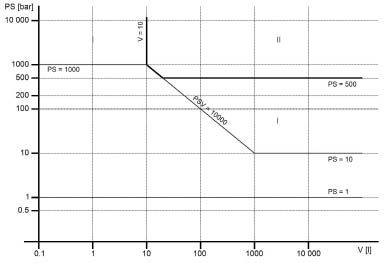 PS [bar]
10 000
I
V = 10
II
1000
PS = 1000
500
PS = 500
200
100
PSV = 10000
I
10
PS = 10
1
PS = 1
0.5
0.1
1
10
100
1000
10 000
V [l]